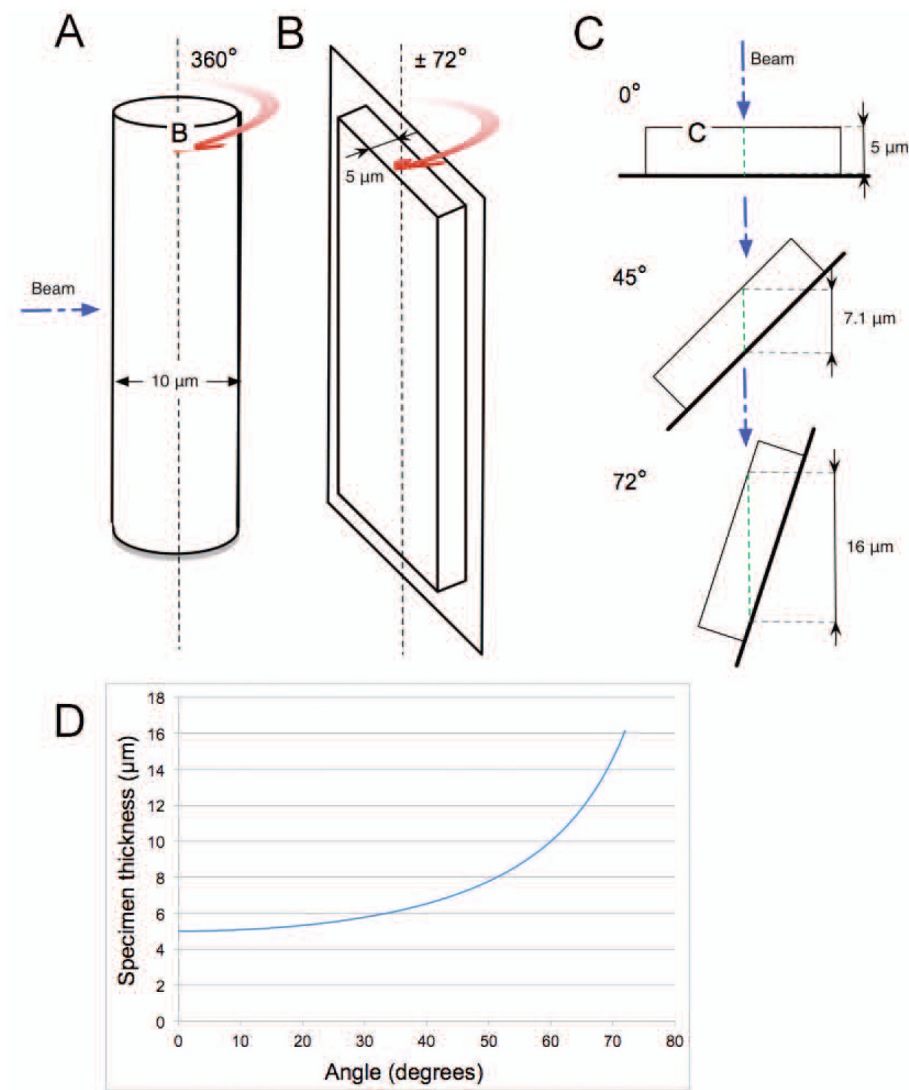 A
360°
B
Beam
10 µm
B
± 72°
5 µm
C
Beam
0°
C
5 µm
45°
7.1 µm
72°
16 µm
D
Specimen thickness (µm)
18
16
14
12
10
8
6
4
2
0
0 10 20 30 40 50 60 70 80
Angle (degrees)